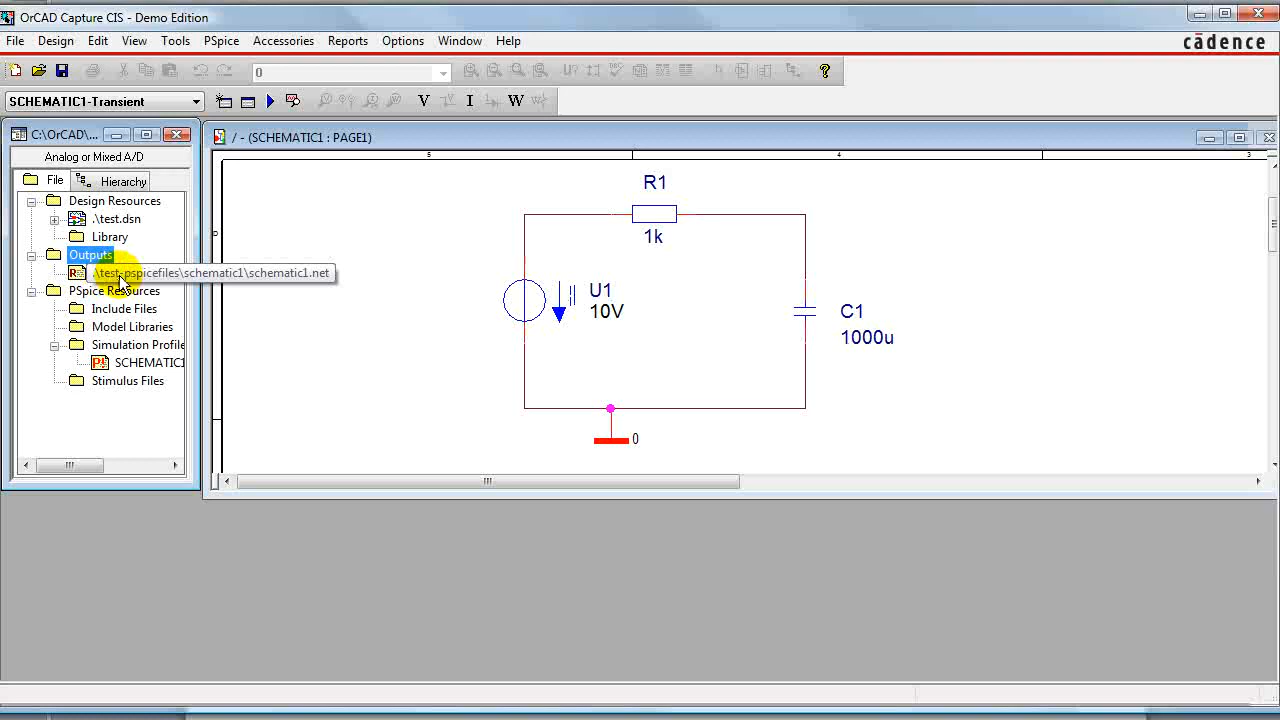 OrCAD Capture CIS - Demo Edition
File Design Edit View Tools PSpice Accessories Reports Options Window Help
cādence
0
SCHEMATIC1-Transient
V I W
C:\OrCAD\...
/ - (SCHEMATIC1 : PAGE1)
Analog or Mixed A/D
File Hierarchy
Design Resources
.\test.dsn
Library
Outputs
.\test-pspicefiles\schematic1\schematic1.net
PSpice Resources
Include Files
Model Libraries
Simulation Profile
SCHEMATIC1
Stimulus Files
5 4 3
D
R1
1k
U1
10V
C1
1000u
0